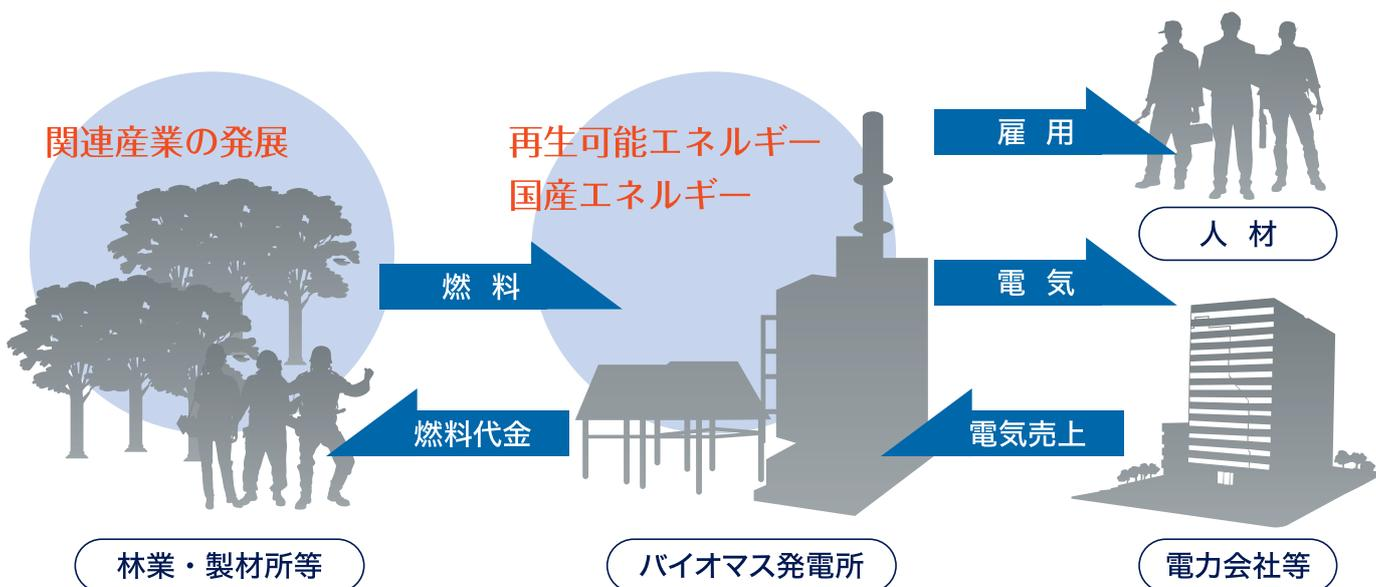 関連産業の発展
再生可能エネルギー
国産エネルギー
雇用
人材
燃料
電気
燃料代金
電気売上
林業・製材所等
バイオマス発電所
電力会社等